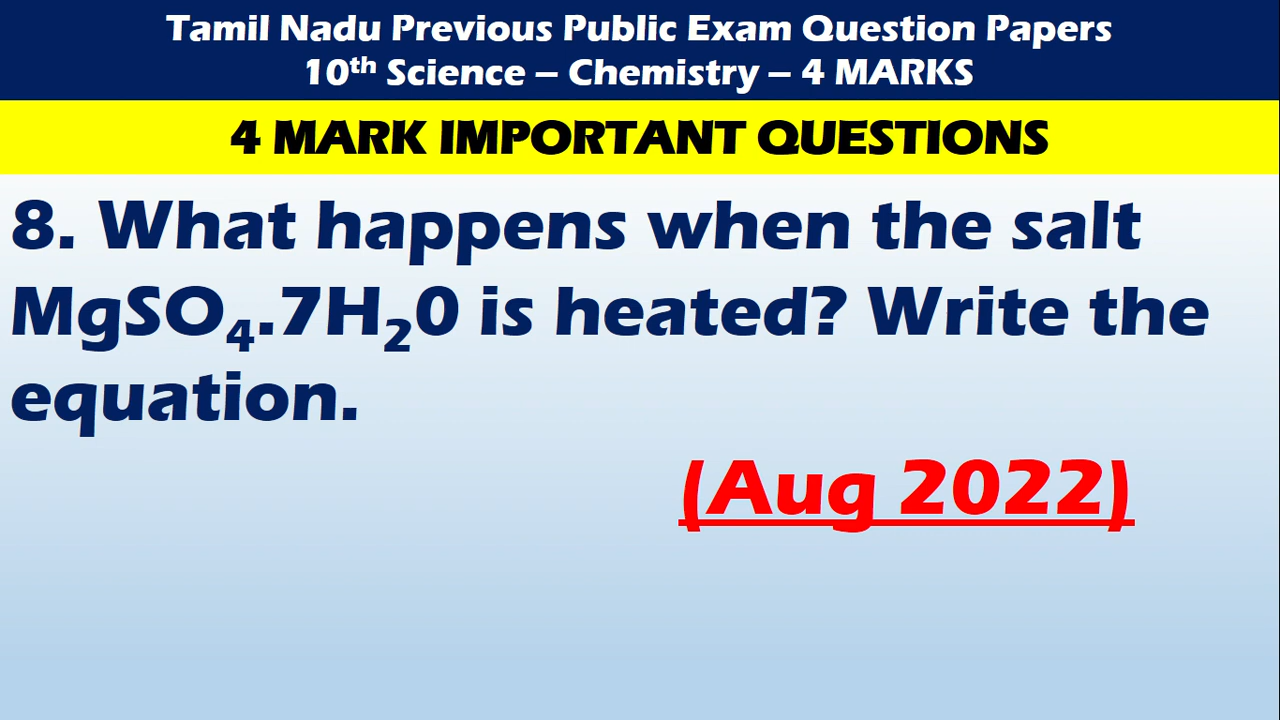 Tamil Nadu Previous Public Exam Question Papers
10th Science – Chemistry – 4 MARKS
4 MARK IMPORTANT QUESTIONS
8. What happens when the salt
MgSO₄.7H₂0 is heated? Write the
equation.
(Aug 2022)